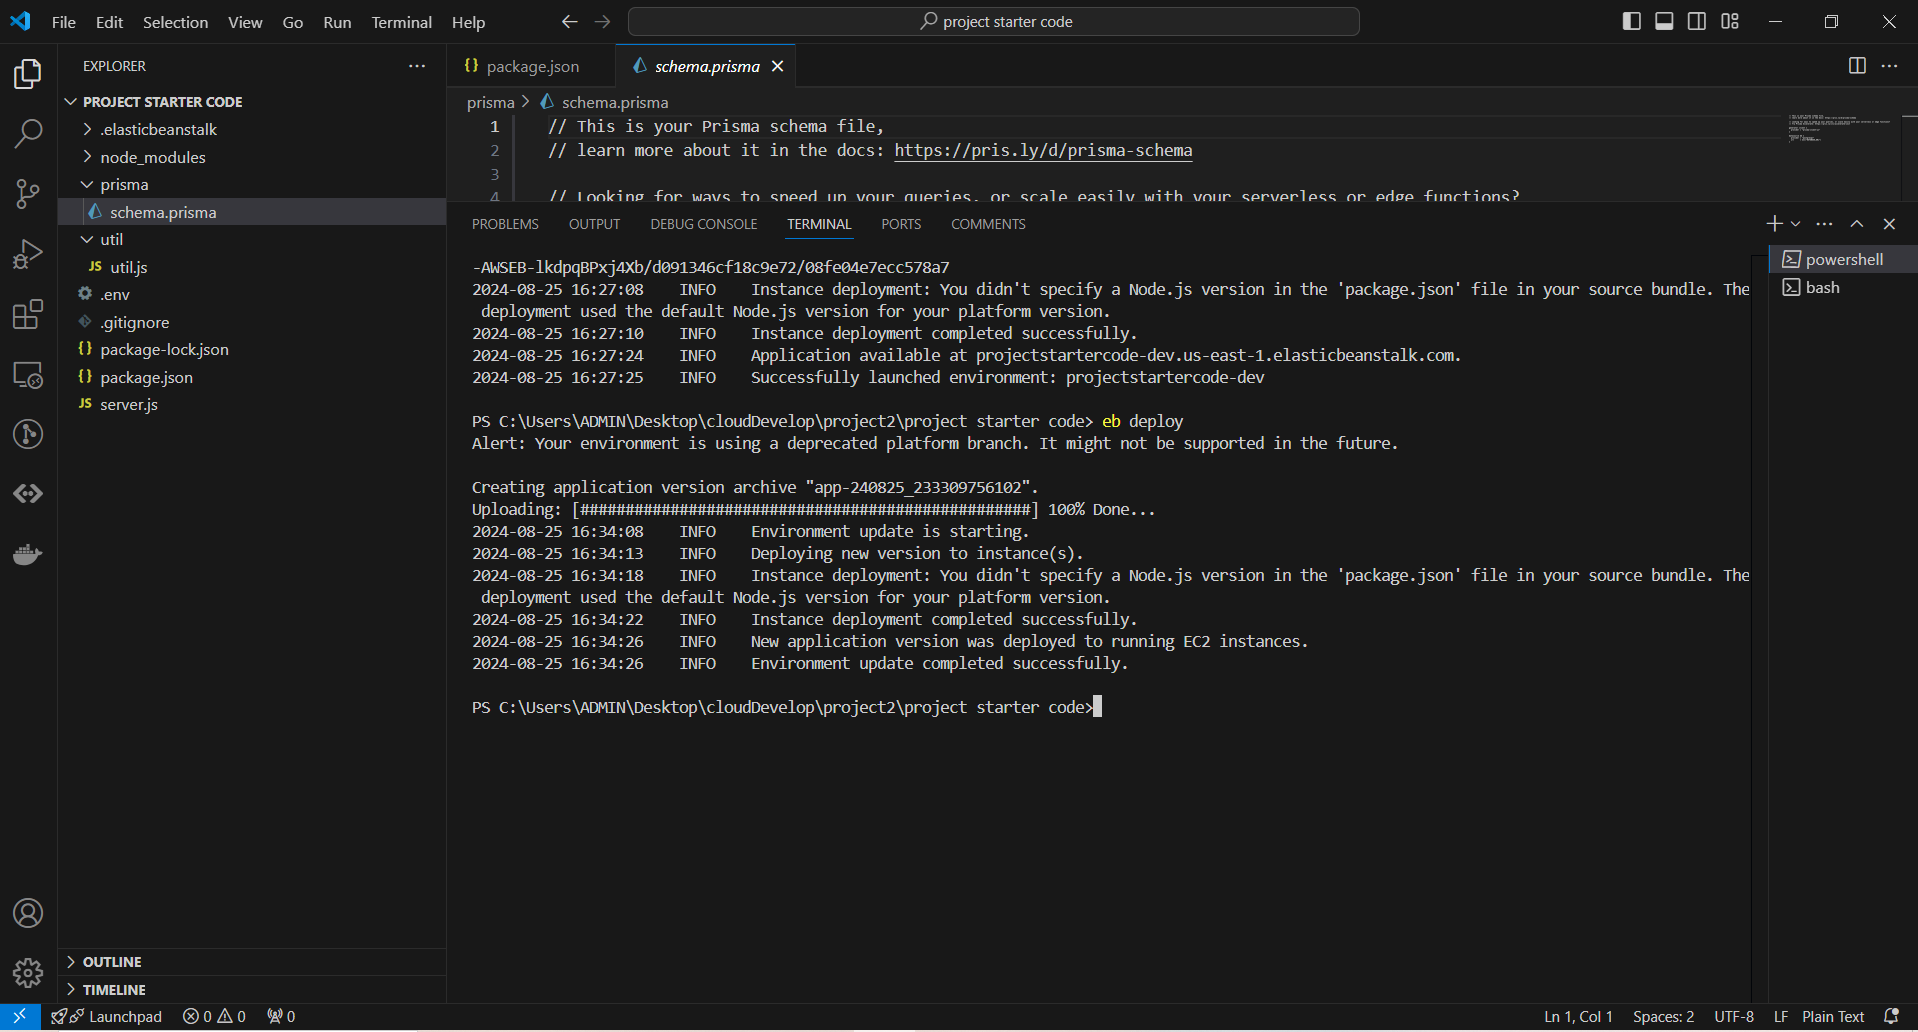 File Edit Selection View Go Run Terminal Help
project starter code
EXPLORER
PROJECT STARTER CODE
.elasticbeanstalk
node_modules
prisma
schema.prisma
util
JS util.js
.env
.gitignore
{} package-lock.json
{} package.json
JS server.js
OUTLINE
TIMELINE
{} package.json
schema.prisma
prisma > schema.prisma
1 // This is your Prisma schema file,
2 // learn more about it in the docs: https://pris.ly/d/prisma-schema
3
4 // Looking for ways to speed up your queries, or scale easily with your serverless or edge functions?
PROBLEMS OUTPUT DEBUG CONSOLE TERMINAL PORTS COMMENTS
powershell
bash
-AWSEB-lkdpqBPxj4Xb/d091346cf18c9e72/08fe04e7ecc578a7
2024-08-25 16:27:08 INFO Instance deployment: You didn't specify a Node.js version in the 'package.json' file in your source bundle. The
deployment used the default Node.js version for your platform version.
2024-08-25 16:27:10 INFO Instance deployment completed successfully.
2024-08-25 16:27:24 INFO Application available at projectstartercode-dev.us-east-1.elasticbeanstalk.com.
2024-08-25 16:27:25 INFO Successfully launched environment: projectstartercode-dev
PS C:\Users\ADMIN\Desktop\cloudDevelop\project2\project starter code> eb deploy
Alert: Your environment is using a deprecated platform branch. It might not be supported in the future.
Creating application version archive "app-240825_233309756102".
Uploading: [##################################################] 100% Done...
2024-08-25 16:34:08 INFO Environment update is starting.
2024-08-25 16:34:13 INFO Deploying new version to instance(s).
2024-08-25 16:34:18 INFO Instance deployment: You didn't specify a Node.js version in the 'package.json' file in your source bundle. The
deployment used the default Node.js version for your platform version.
2024-08-25 16:34:22 INFO Instance deployment completed successfully.
2024-08-25 16:34:26 INFO New application version was deployed to running EC2 instances.
2024-08-25 16:34:26 INFO Environment update completed successfully.
PS C:\Users\ADMIN\Desktop\cloudDevelop\project2\project starter code>
Launchpad 0 0 0
Ln 1, Col 1 Spaces: 2 UTF-8 LF Plain Text